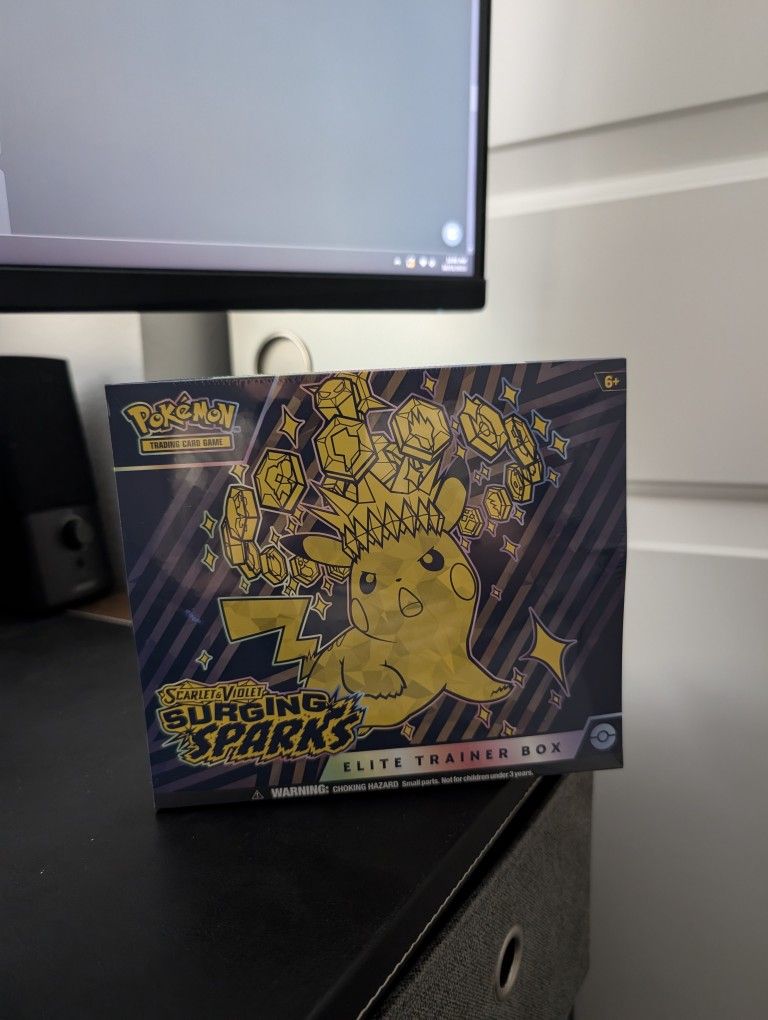 6+
POKéMON
TRADING CARD GAME
SCARLET & VIOLET
SURGING
SPARKS
ELITE TRAINER BOX
WARNING: CHOKING HAZARD Small parts. Not for children under 3 years.